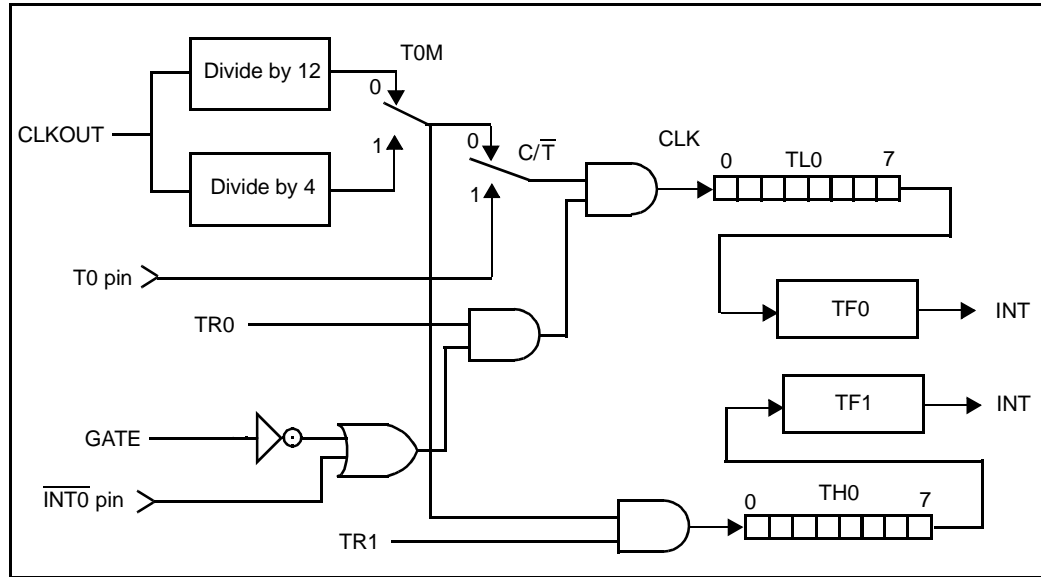 T0M
Divide by 12
0
CLKOUT
1
0
C/T̅
CLK
0 TL0 7
Divide by 4
1
T0 pin
TR0
TF0
INT
TF1
INT
GATE
I̅N̅T̅0̅ pin
0 TH0 7
TR1